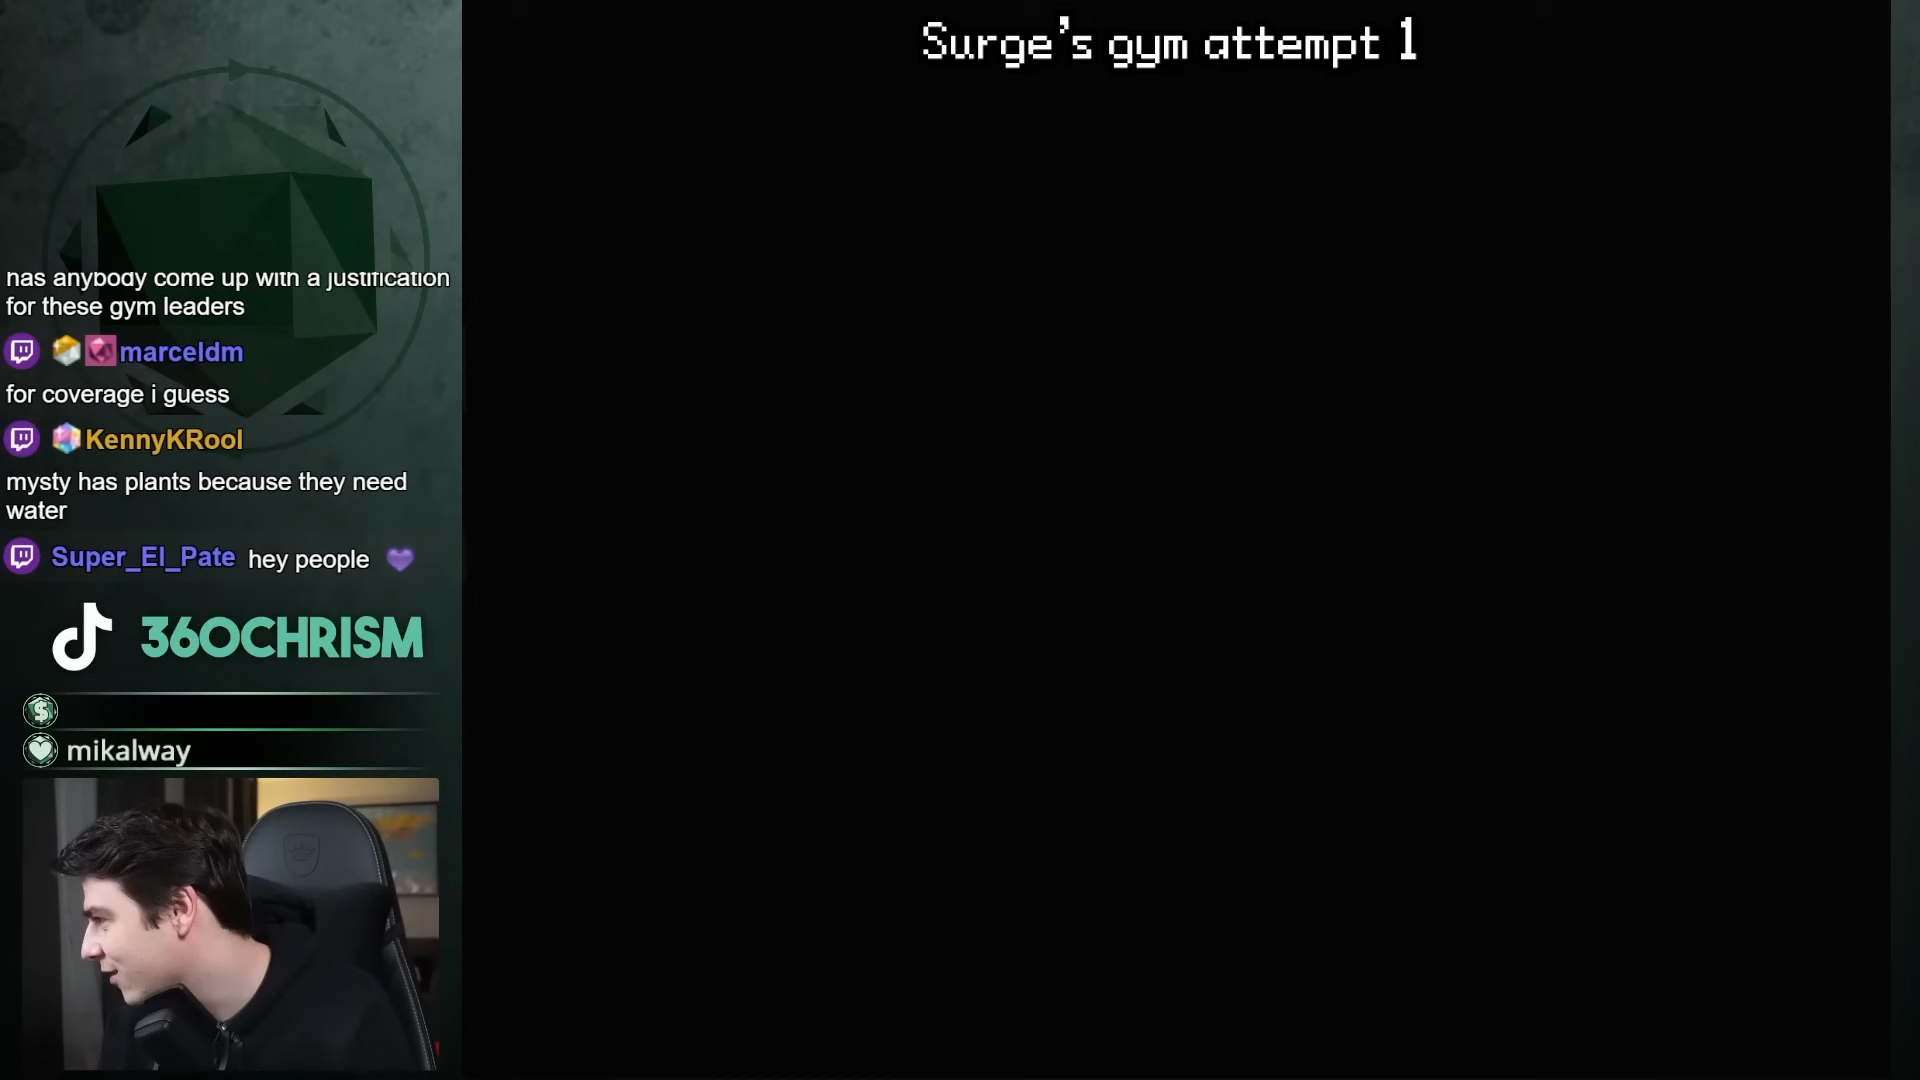 Surge's gym attempt 1
has anybody come up with a justification
for these gym leaders
marceldm
for coverage i guess
KennyKRool
mysty has plants because they need
water
Super_El_Pate hey people
360CHRISM
mikalway